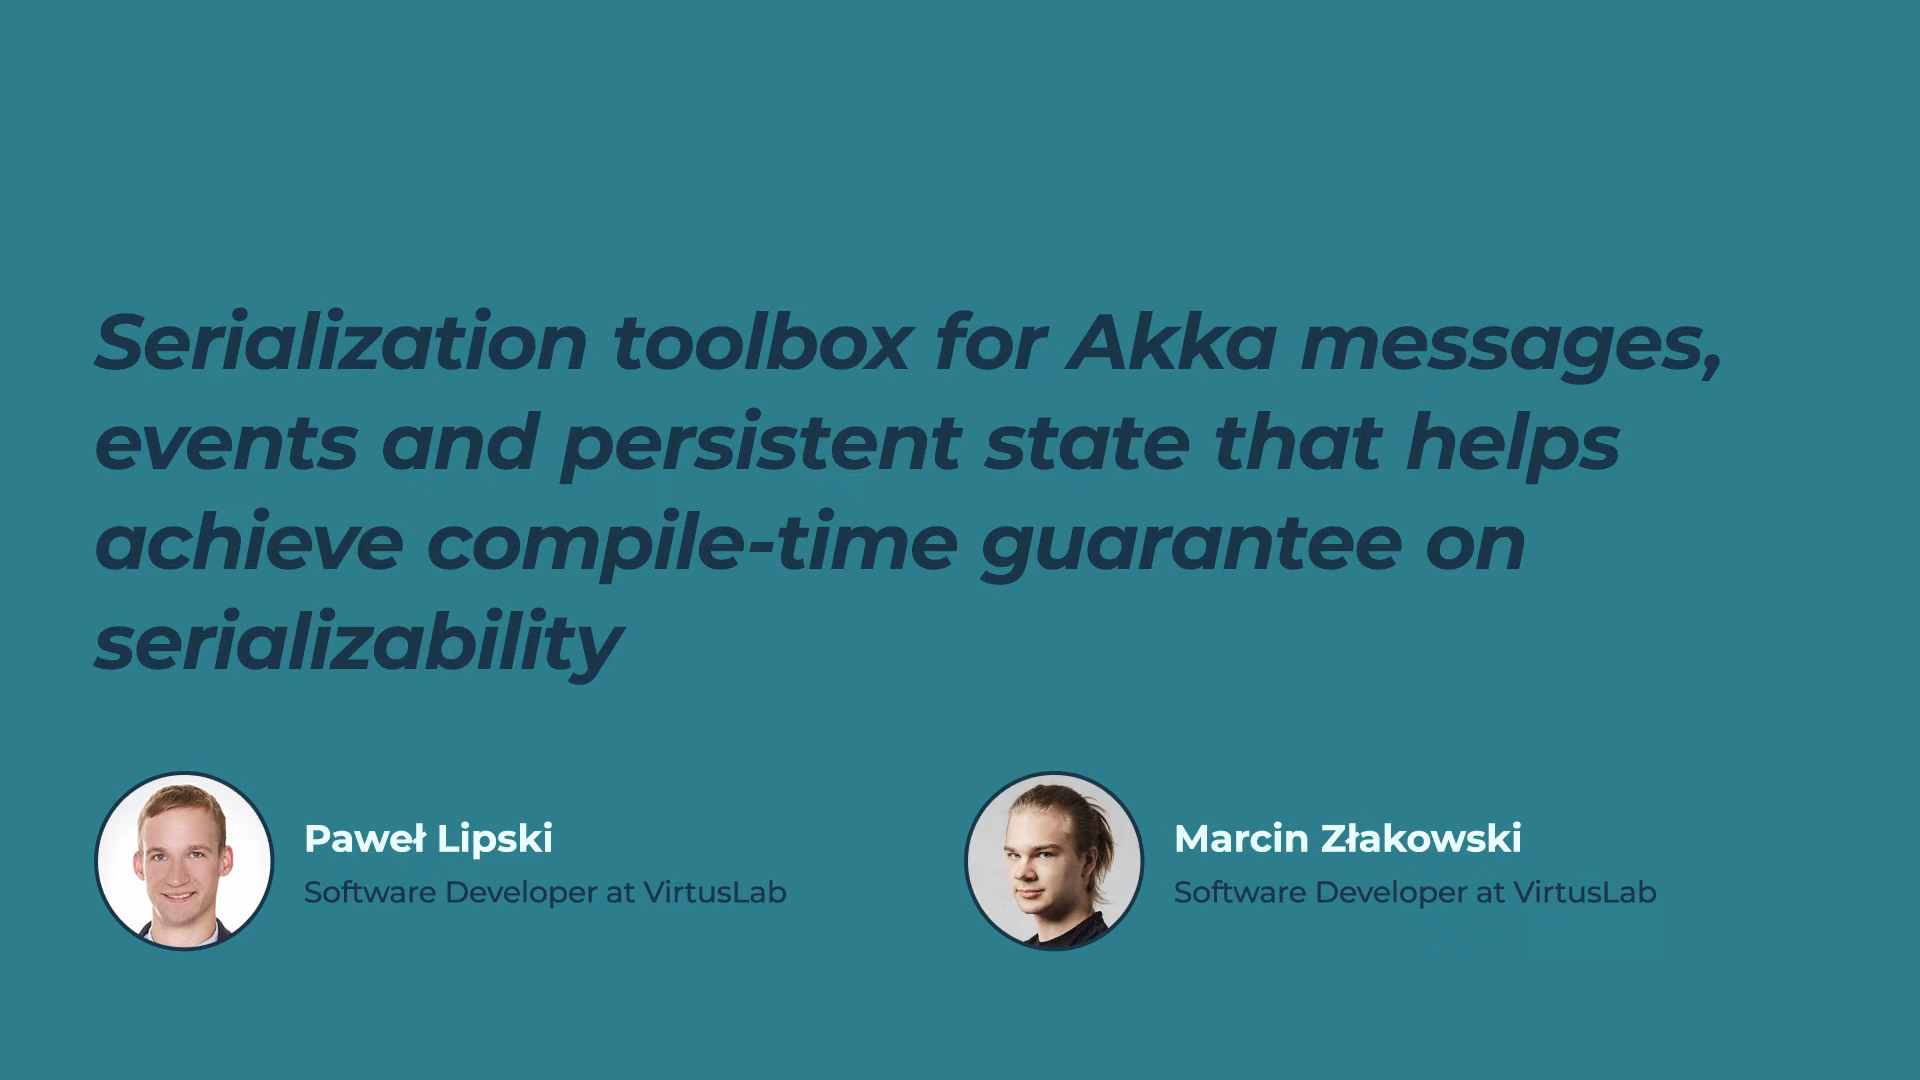 Serialization toolbox for Akka messages,
events and persistent state that helps
achieve compile-time guarantee on
serializability
Paweł Lipski
Software Developer at VirtusLab
Marcin Złakowski
Software Developer at VirtusLab